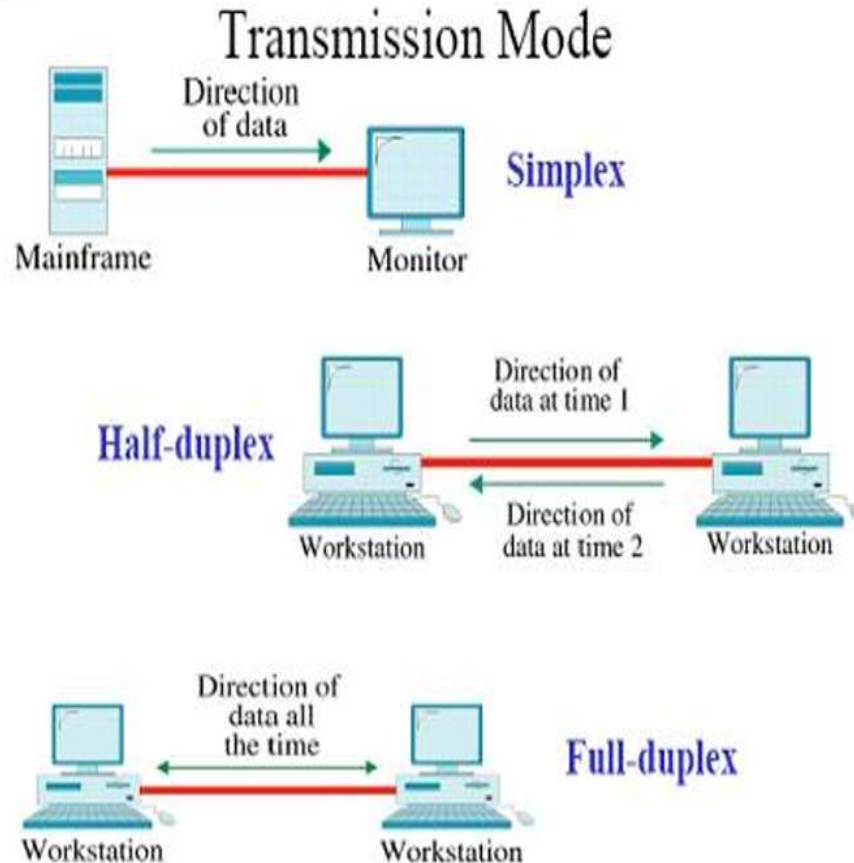 Transmission Mode
Direction
of data
Simplex
Mainframe
Monitor
Direction of
data at time 1
Half-duplex
Direction of
data at time 2
Workstation
Workstation
Direction of
data all
the time
Full-duplex
Workstation
Workstation